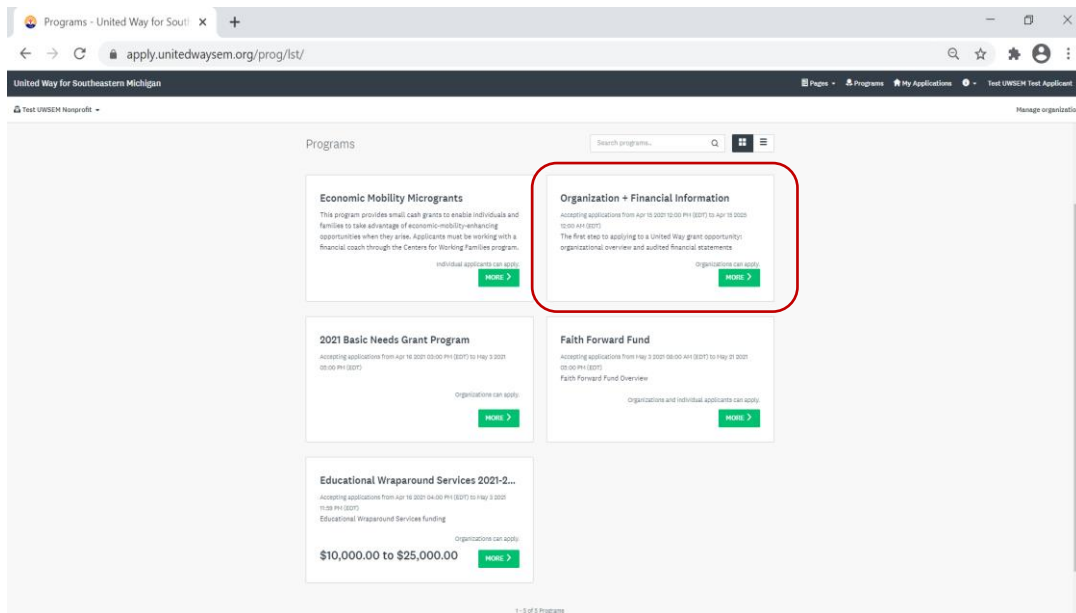 Programs - United Way for Sout
apply.unitedwaysem.org/prog/lst/
United Way for Southeastern Michigan
Pages
Programs
My Applications
Test UWSEM Test Applicant
Test UWSEM Nonprofit
Manage organizatio
Programs
Search programs..
Economic Mobility Microgrants
This program provides small cash grants to enable individuals and
families to take advantage of economic-mobility-enhancing
opportunities when they arise. Applicants must be working with a
financial coach through the Centers for Working Families program.
Individual applicants can apply.
MORE
Organization + Financial Information
Accepting applications from Apr 15 2021 12:00 PM (EDT) to Apr 15 2025
12:00 AM (EDT)
The first step to applying to a United Way grant opportunity:
organizational overview and audited financial statements
Organizations can apply.
MORE
2021 Basic Needs Grant Program
Accepting applications from Apr 16 2021 03:00 PM (EDT) to May 3 2021
05:00 PM (EDT)
Organizations can apply.
MORE
Faith Forward Fund
Accepting applications from May 3 2021 08:00 AM (EDT) to May 21 2021
05:00 PM (EDT)
Faith Forward Fund Overview
Organizations and individual applicants can apply.
MORE
Educational Wraparound Services 2021-2...
Accepting applications from Apr 16 2021 04:00 PM (EDT) to May 3 2021
11:59 PM (EDT)
Educational Wraparound Services funding
Organizations can apply.
$10,000.00 to $25,000.00
MORE
1 - 5 of 5 Programs